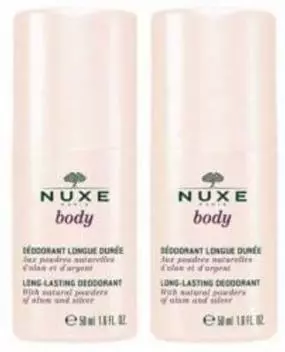 NUXE
PARIS
body
DÉODORANT LONGUE DURÉE
Aux poudres naturelles
d'alun et d'argent
LONG-LASTING DEODORANT
With natural powders
of alum and silver
℮ 50 ml 1.6 FL. OZ.
NUXE
PARIS
body
DÉODORANT LONGUE DURÉE
Aux poudres naturelles
d'alun et d'argent
LONG-LASTING DEODORANT
With natural powders
of alum and silver
℮ 50 ml 1.6 FL. OZ.